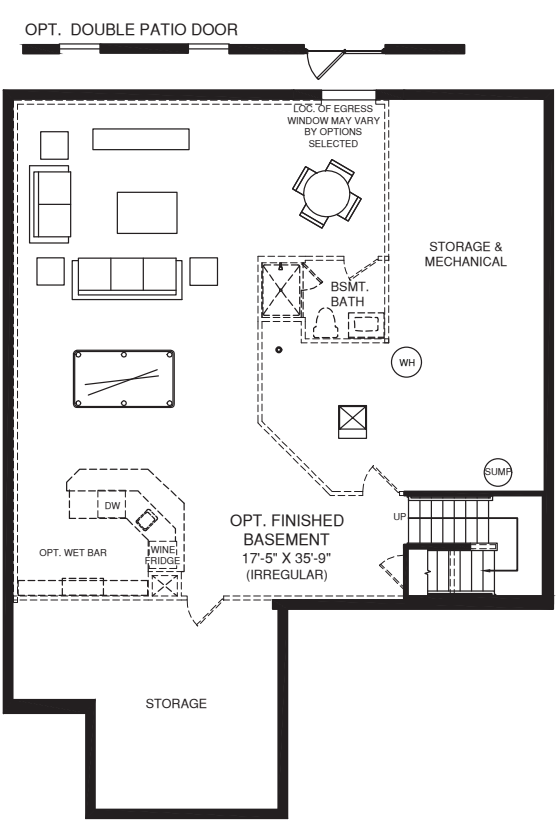 OPT. DOUBLE PATIO DOOR
LOC. OF EGRESS
WINDOW MAY VARY
BY OPTIONS
SELECTED
STORAGE &
MECHANICAL
BSMT.
BATH
WH
SUMP
UP
DW
OPT. FINISHED
BASEMENT
17'-5" X 35'-9"
(IRREGULAR)
OPT. WET BAR
WINE
FRIDGE
STORAGE